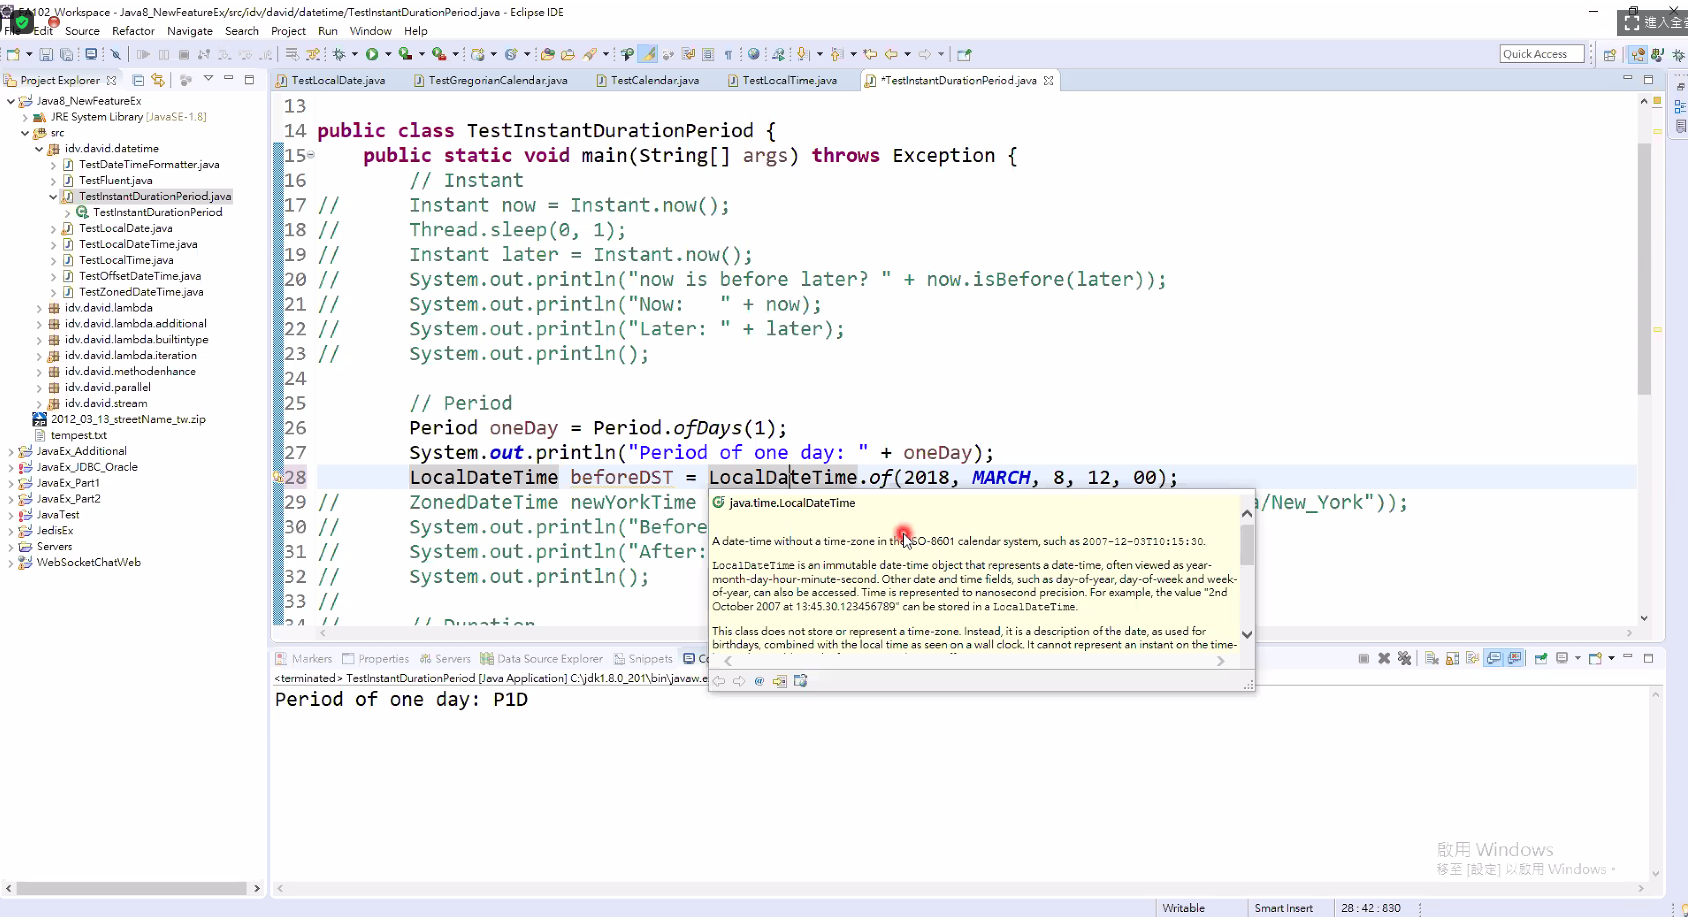 EA102_Workspace - Java8_NewFeatureEx/src/idv/david/datetime/TestInstantDurationPeriod.java - Eclipse IDE
進入全
Edit Source Refactor Navigate Search Project Run Window Help
Quick Access
Project Explorer
TestLocalDate.java TestGregorianCalendar.java TestCalendar.java TestLocalTime.java *TestInstantDurationPeriod.java
Java8_NewFeatureEx
JRE System Library [JavaSE-1.8]
src
idv.david.datetime
TestDateTimeFormatter.java
TestFluent.java
TestInstantDurationPeriod.java
TestInstantDurationPeriod
TestLocalDate.java
TestLocalDateTime.java
TestLocalTime.java
TestOffsetDateTime.java
TestZonedDateTime.java
idv.david.lambda
idv.david.lambda.additional
idv.david.lambda.builtintype
idv.david.lambda.iteration
idv.david.methodenhance
idv.david.parallel
idv.david.stream
2012_03_13_streetName_tw.zip
tempest.txt
JavaEx_Additional
JavaEx_JDBC_Oracle
JavaEx_Part1
JavaEx_Part2
JavaTest
JedisEx
Servers
WebSocketChatWeb
13
14 public class TestInstantDurationPeriod {
15 public static void main(String[] args) throws Exception {
16 // Instant
17 // Instant now = Instant.now();
18 // Thread.sleep(0, 1);
19 // Instant later = Instant.now();
20 // System.out.println("now is before later? " + now.isBefore(later));
21 // System.out.println("Now:   " + now);
22 // System.out.println("Later: " + later);
23 // System.out.println();
24
25 // Period
26 Period oneDay = Period.ofDays(1);
27 System.out.println("Period of one day: " + oneDay);
28 LocalDateTime beforeDST = LocalDateTime.of(2018, MARCH, 8, 12, 00);
29 // ZonedDateTime newYorkTime a/New_York"));
30 // System.out.println("Before
31 // System.out.println("After:
32 // System.out.println();
33 //
34 // // Duration
java.time.LocalDateTime
A date-time without a time-zone in the ISO-8601 calendar system, such as 2007-12-03T10:15:30.
LocalDateTime is an immutable date-time object that represents a date-time, often viewed as year-
month-day-hour-minute-second. Other date and time fields, such as day-of-year, day-of-week and week-
of-year, can also be accessed. Time is represented to nanosecond precision. For example, the value "2nd
October 2007 at 13:45.30.123456789" can be stored in a LocalDateTime.
This class does not store or represent a time-zone. Instead, it is a description of the date, as used for
birthdays, combined with the local time as seen on a wall clock. It cannot represent an instant on the time-
Markers Properties Servers Data Source Explorer Snippets Co
<terminated> TestInstantDurationPeriod [Java Application] C:\jdk1.8.0_201\bin\javaw.e
Period of one day: P1D
啟用 Windows
移至 [設定] 以啟用 Windows。
Writable Smart Insert 28 : 42 : 830